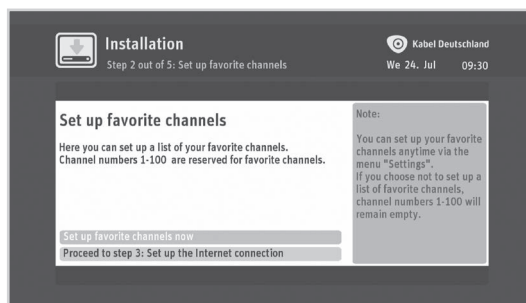 Installation
Step 2 out of 5: Set up favorite channels
Kabel Deutschland
We 24. Jul 09:30
Set up favorite channels
Here you can set up a list of your favorite channels.
Channel numbers 1-100 are reserved for favorite channels.
Set up favorite channels now
Proceed to step 3: Set up the Internet connection
Note:
You can set up your favorite
channels anytime via the
menu "Settings".
If you choose not to set up a
list of favorite channels,
channel numbers 1-100 will
remain empty.